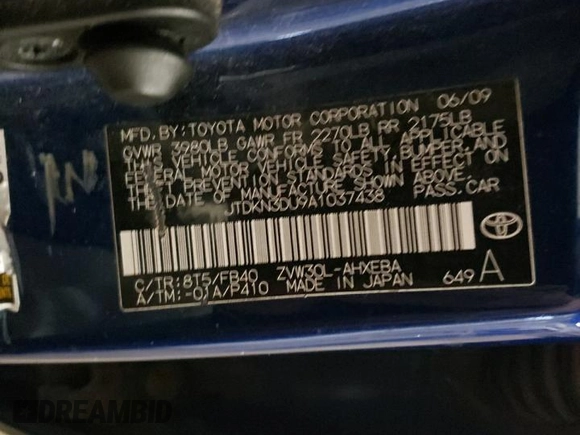 MFD. BY: TOYOTA MOTOR CORPORATION 06/09
GVWR 3980LB GAWR FR 2270LB RR 2175LB
THIS VEHICLE CONFORMS TO ALL APPLICABLE
FEDERAL MOTOR VEHICLE SAFETY, BUMPER, AND
THEFT PREVENTION STANDARDS IN EFFECT ON
THE DATE OF MANUFACTURE SHOWN ABOVE.
JTDKN3DU9A1037438 PASS. CAR
C/TR: 8T5/FB40 ZVW30L-AHXEBA
A/TM: -01A/P410 MADE IN JAPAN 649 A
DREAMBID